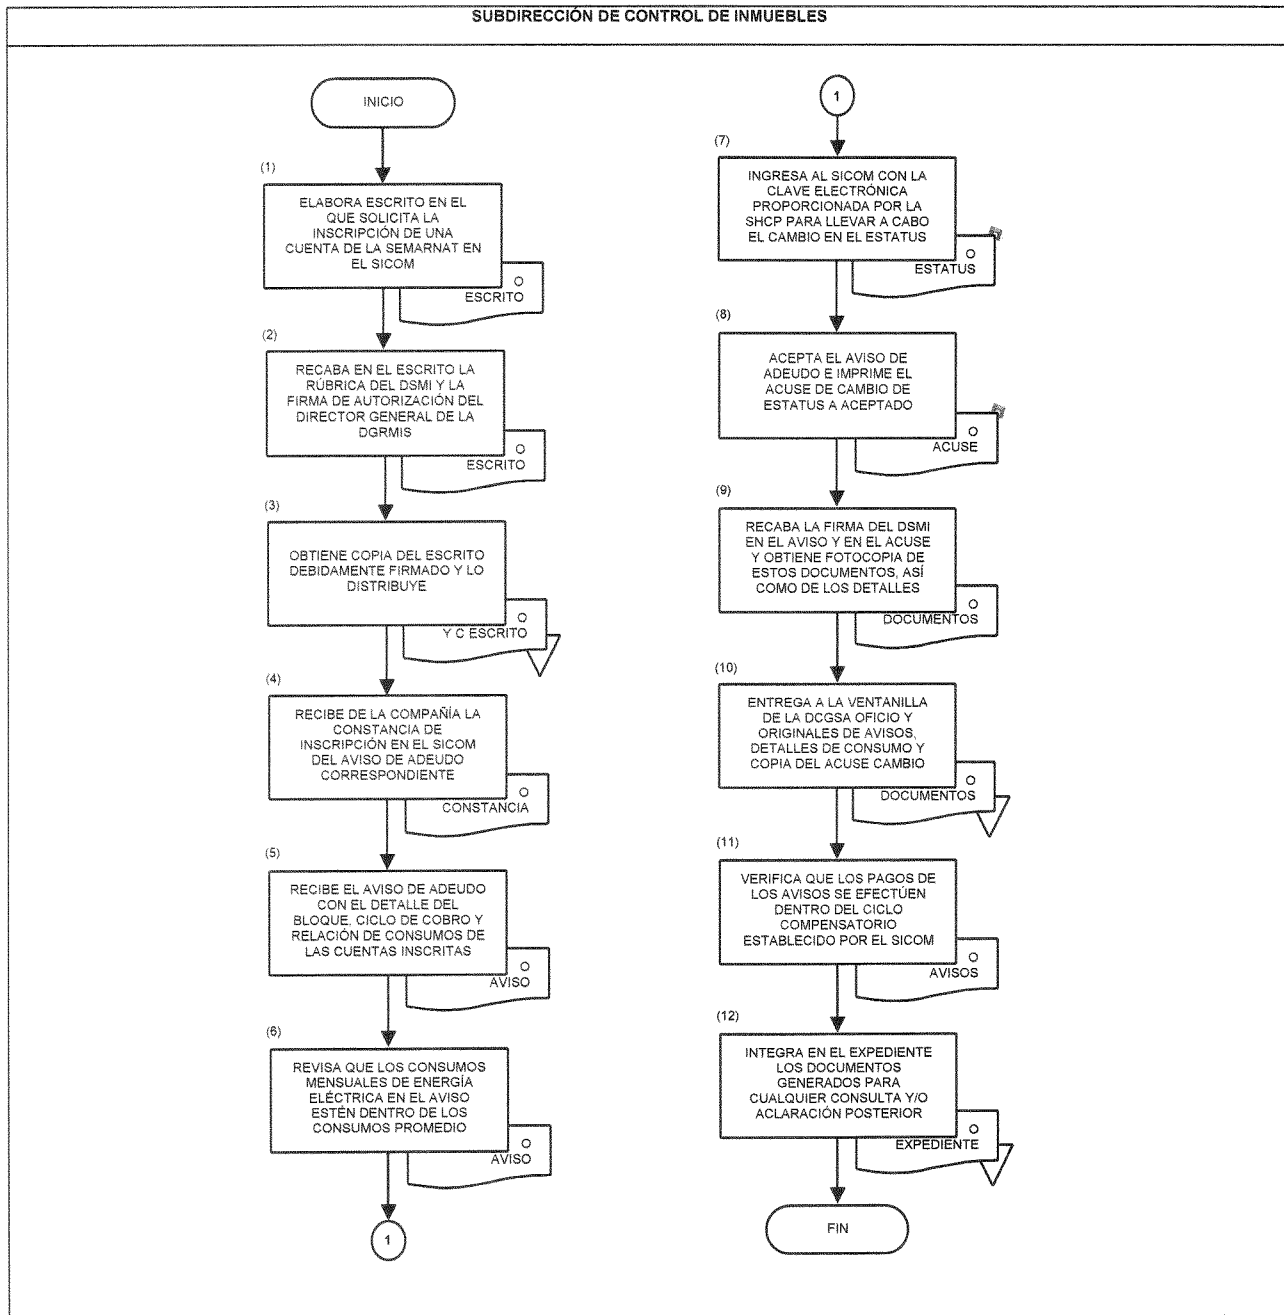 SUBDIRECCIÓN DE CONTROL DE INMUEBLES
INICIO
(1)
ELABORA ESCRITO EN EL
QUE SOLICITA LA
INSCRIPCIÓN DE UNA
CUENTA DE LA SEMARNAT EN
EL SICOM
O
ESCRITO
(2)
RECABA EN EL ESCRITO LA
RÚBRICA DEL DSMI Y LA
FIRMA DE AUTORIZACIÓN DEL
DIRECTOR GENERAL DE LA
DGRMIS
O
ESCRITO
(3)
OBTIENE COPIA DEL ESCRITO
DEBIDAMENTE FIRMADO Y LO
DISTRIBUYE
O
Y C ESCRITO
(4)
RECIBE DE LA COMPAÑÍA LA
CONSTANCIA DE
INSCRIPCIÓN EN EL SICOM
DEL AVISO DE ADEUDO
CORRESPONDIENTE
O
CONSTANCIA
(5)
RECIBE EL AVISO DE ADEUDO
CON EL DETALLE DEL
BLOQUE, CICLO DE COBRO Y
RELACIÓN DE CONSUMOS DE
LAS CUENTAS INSCRITAS
O
AVISO
(6)
REVISA QUE LOS CONSUMOS
MENSUALES DE ENERGÍA
ELÉCTRICA EN EL AVISO
ESTÉN DENTRO DE LOS
CONSUMOS PROMEDIO
O
AVISO
1
1
(7)
INGRESA AL SICOM CON LA
CLAVE ELECTRÓNICA
PROPORCIONADA POR LA
SHCP PARA LLEVAR A CABO
EL CAMBIO EN EL ESTATUS
O
ESTATUS
(8)
ACEPTA EL AVISO DE
ADEUDO E IMPRIME EL
ACUSE DE CAMBIO DE
ESTATUS A ACEPTADO
O
ACUSE
(9)
RECABA LA FIRMA DEL DSMI
EN EL AVISO Y EN EL ACUSE
Y OBTIENE FOTOCOPIA DE
ESTOS DOCUMENTOS, ASÍ
COMO DE LOS DETALLES
O
DOCUMENTOS
(10)
ENTREGA A LA VENTANILLA
DE LA DCGSA OFICIO Y
ORIGINALES DE AVISOS,
DETALLES DE CONSUMO Y
COPIA DEL ACUSE CAMBIO
O
DOCUMENTOS
(11)
VERIFICA QUE LOS PAGOS DE
LOS AVISOS SE EFECTÚEN
DENTRO DEL CICLO
COMPENSATORIO
ESTABLECIDO POR EL SICOM
O
AVISOS
(12)
INTEGRA EN EL EXPEDIENTE
LOS DOCUMENTOS
GENERADOS PARA
CUALQUIER CONSULTA Y/O
ACLARACIÓN POSTERIOR
O
EXPEDIENTE
FIN